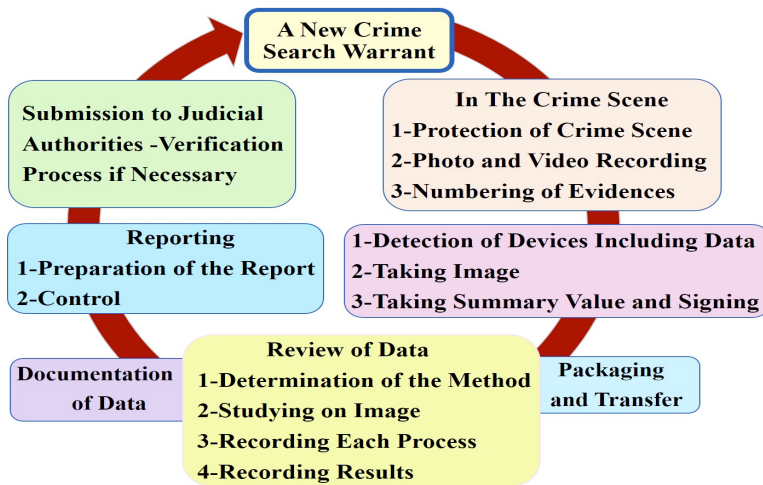 A New Crime
Search Warrant
In The Crime Scene
1-Protection of Crime Scene
2-Photo and Video Recording
3-Numbering of Evidences
1-Detection of Devices Including Data
2-Taking Image
3-Taking Summary Value and Signing
Packaging
and Transfer
Review of Data
1-Determination of the Method
2-Studying on Image
3-Recording Each Process
4-Recording Results
Documentation
of Data
Reporting
1-Preparation of the Report
2-Control
Submission to Judicial
Authorities -Verification
Process if Necessary